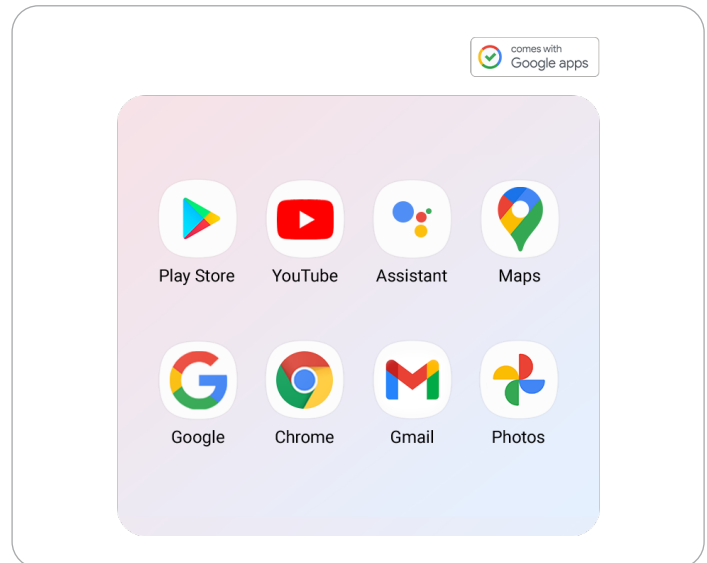 comes with
Google apps
Play Store
YouTube
Assistant
Maps
Google
Chrome
Gmail
Photos